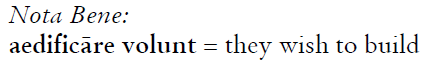 Nota Bene:
aedificāre volunt = they wish to build